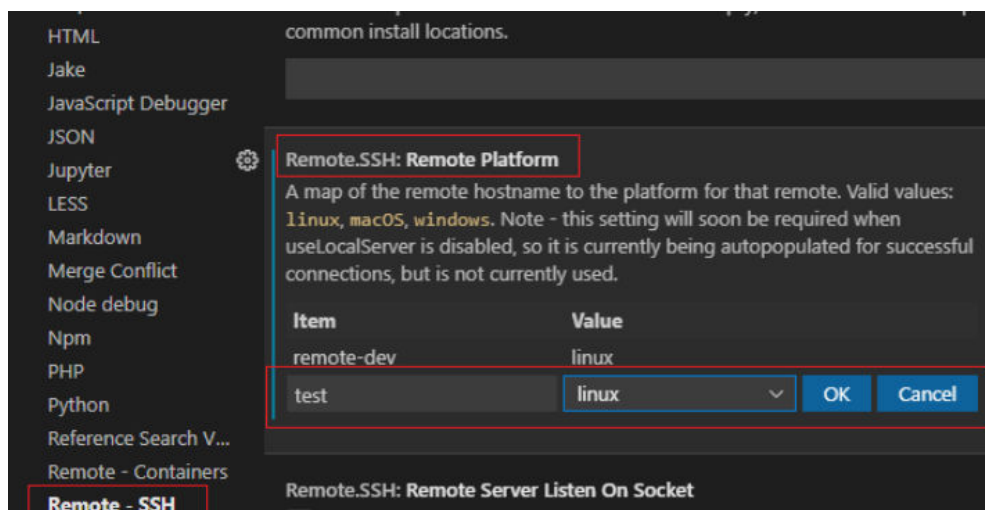 HTML
Jake
JavaScript Debugger
JSON
Jupyter
LESS
Markdown
Merge Conflict
Node debug
Npm
PHP
Python
Reference Search V...
Remote - Containers
Remote - SSH
common install locations.
Remote.SSH: Remote Platform
A map of the remote hostname to the platform for that remote. Valid values:
linux, macOS, windows. Note - this setting will soon be required when
useLocalServer is disabled, so it is currently being autopopulated for successful
connections, but is not currently used.
Item Value
remote-dev linux
test linux OK Cancel
Remote.SSH: Remote Server Listen On Socket